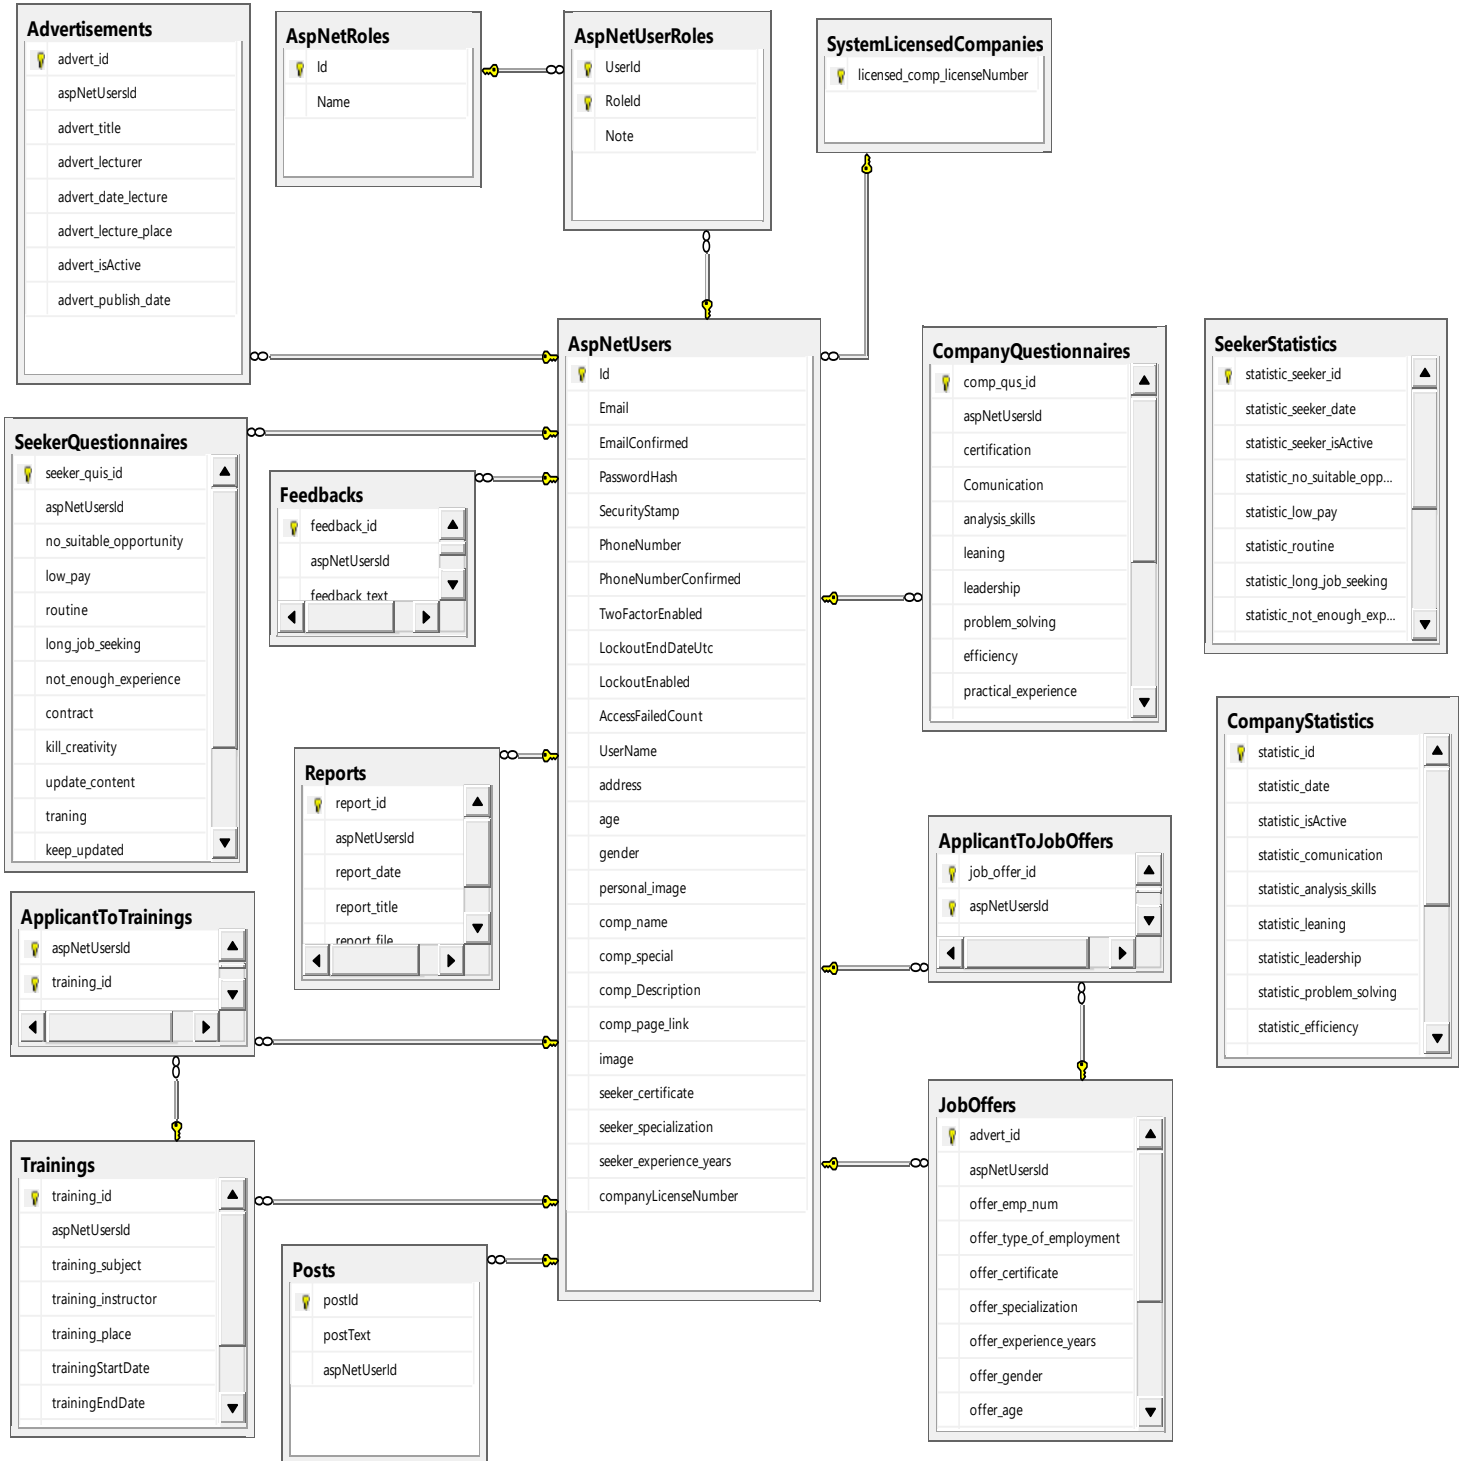 Advertisements
advert_id
aspNetUsersId
advert_title
advert_lecturer
advert_date_lecture
advert_lecture_place
advert_isActive
advert_publish_date
AspNetRoles
Id
Name
AspNetUserRoles
UserId
RoleId
Note
SystemLicensedCompanies
licensed_comp_licenseNumber
SeekerQuestionnaires
seeker_quis_id
aspNetUsersId
no_suitable_opportunity
low_pay
routine
long_job_seeking
not_enough_experience
contract
kill_creativity
update_content
traning
keep_updated
Feedbacks
feedback_id
aspNetUsersId
feedback_text
Reports
report_id
aspNetUsersId
report_date
report_title
report_file
ApplicantToTrainings
aspNetUsersId
training_id
Trainings
training_id
aspNetUsersId
training_subject
training_instructor
training_place
trainingStartDate
trainingEndDate
Posts
postId
postText
aspNetUserId
AspNetUsers
Id
Email
EmailConfirmed
PasswordHash
SecurityStamp
PhoneNumber
PhoneNumberConfirmed
TwoFactorEnabled
LockoutEndDateUtc
LockoutEnabled
AccessFailedCount
UserName
address
age
gender
personal_image
comp_name
comp_special
comp_Description
comp_page_link
image
seeker_certificate
seeker_specialization
seeker_experience_years
companyLicenseNumber
CompanyQuestionnaires
comp_qus_id
aspNetUsersId
certification
Comunication
analysis_skills
leaning
leadership
problem_solving
efficiency
practical_experience
ApplicantToJobOffers
job_offer_id
aspNetUsersId
JobOffers
advert_id
aspNetUsersId
offer_emp_num
offer_type_of_employment
offer_certificate
offer_specialization
offer_experience_years
offer_gender
offer_age
SeekerStatistics
statistic_seeker_id
statistic_seeker_date
statistic_seeker_isActive
statistic_no_suitable_opp...
statistic_low_pay
statistic_routine
statistic_long_job_seeking
statistic_not_enough_exp...
CompanyStatistics
statistic_id
statistic_date
statistic_isActive
statistic_comunication
statistic_analysis_skills
statistic_leaning
statistic_leadership
statistic_problem_solving
statistic_efficiency